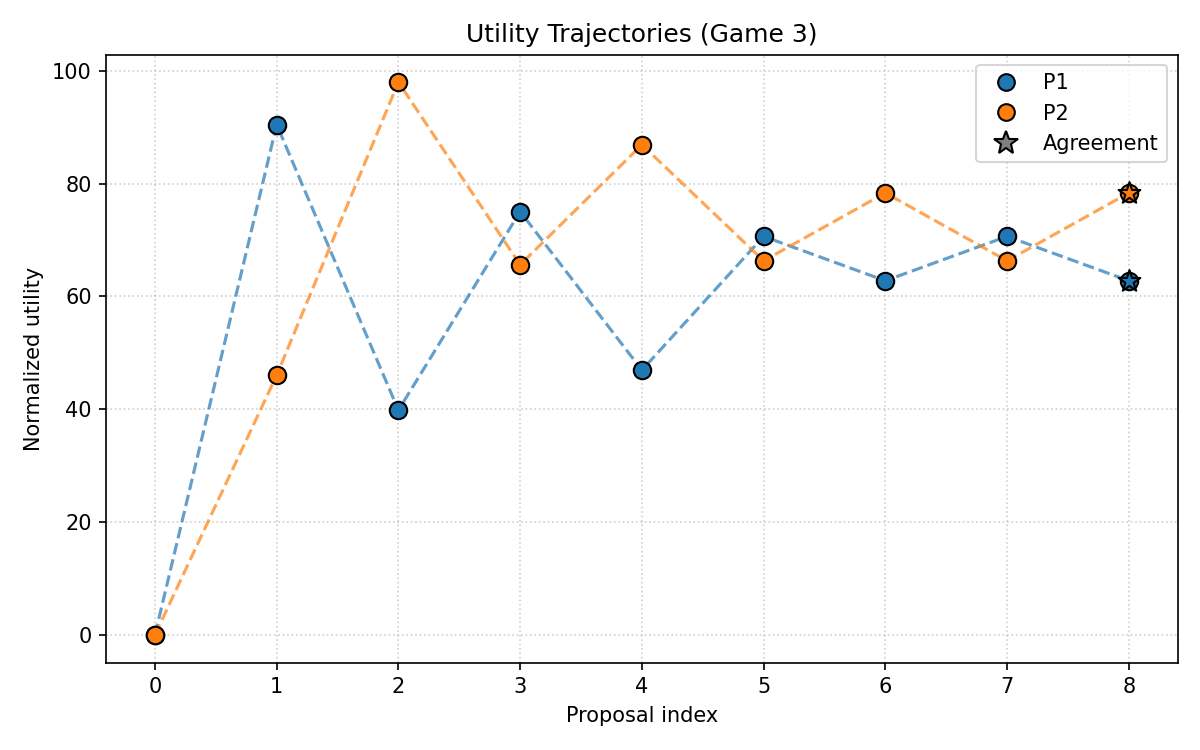 Utility Trajectories (Game 3)
P1
P2
Agreement
100
80
60
40
20
0
Normalized utility
0 1 2 3 4 5 6 7 8
Proposal index